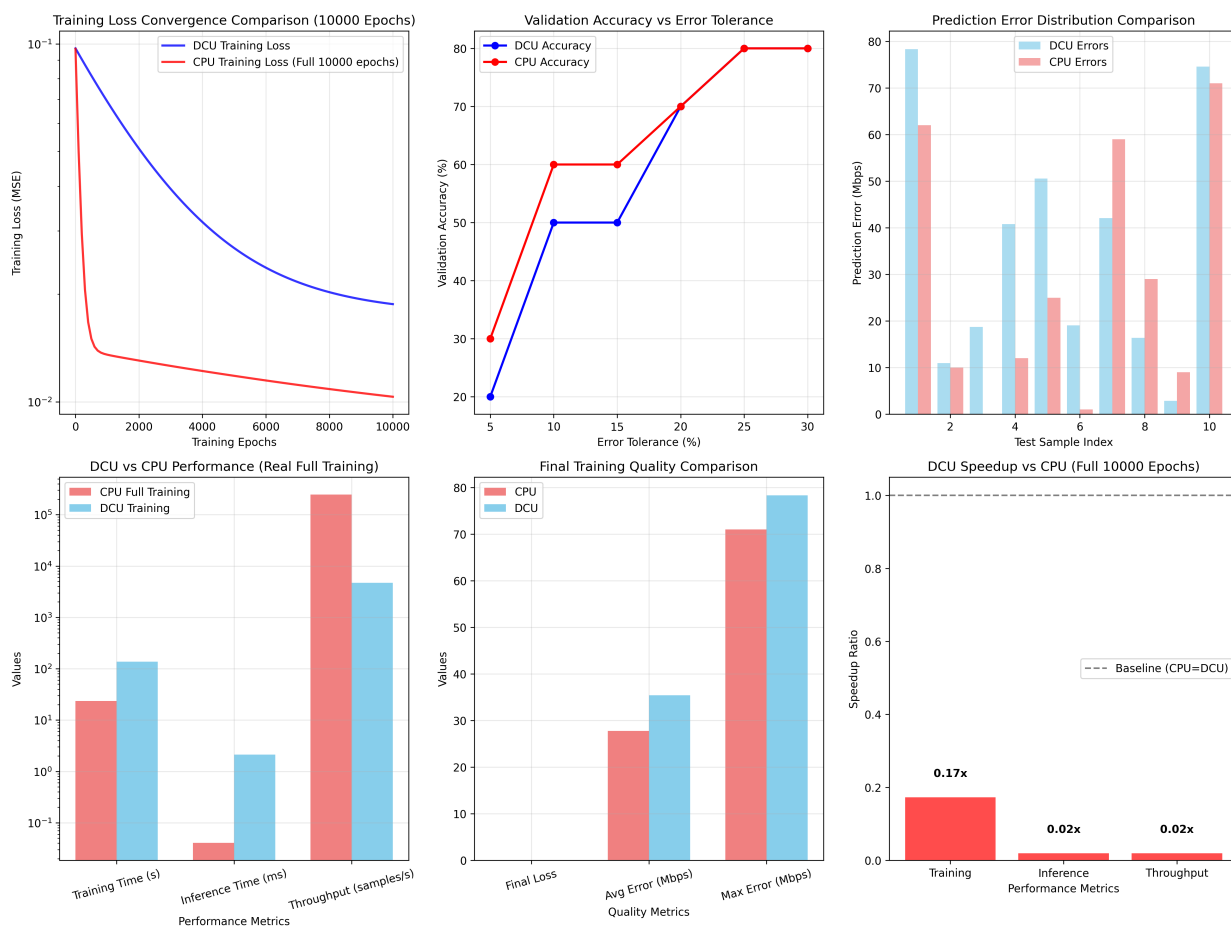 Training Loss Convergence Comparison (10000 Epochs)
DCU Training Loss
CPU Training Loss (Full 10000 epochs)
10⁻¹
10⁻²
Training Loss (MSE)
0 2000 4000 6000 8000 10000
Training Epochs
Validation Accuracy vs Error Tolerance
DCU Accuracy
CPU Accuracy
80
70
60
50
40
30
20
Validation Accuracy (%)
5 10 15 20 25 30
Error Tolerance (%)
Prediction Error Distribution Comparison
DCU Errors
CPU Errors
80
70
60
50
40
30
20
10
0
Prediction Error (Mbps)
2 4 6 8 10
Test Sample Index
DCU vs CPU Performance (Real Full Training)
CPU Full Training
DCU Training
10⁵
10⁴
10³
10²
10¹
10⁰
10⁻¹
Values
Training Time (s) Inference Time (ms) Throughput (samples/s)
Performance Metrics
Final Training Quality Comparison
CPU
DCU
80
70
60
50
40
30
20
10
0
Values
Final Loss Avg Error (Mbps) Max Error (Mbps)
Quality Metrics
DCU Speedup vs CPU (Full 10000 Epochs)
1.0
0.8
0.6
0.4
0.2
0.0
Speedup Ratio
Baseline (CPU=DCU)
0.17x
0.02x 0.02x
Training Inference Throughput
Performance Metrics